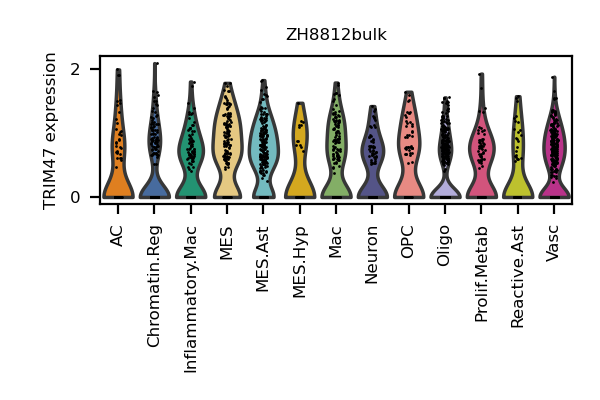 ZH8812bulk
TRIM47 expression
2
0
AC
Chromatin.Reg
Inflammatory.Mac
MES
MES.Ast
MES.Hyp
Mac
Neuron
OPC
Oligo
Prolif.Metab
Reactive.Ast
Vasc